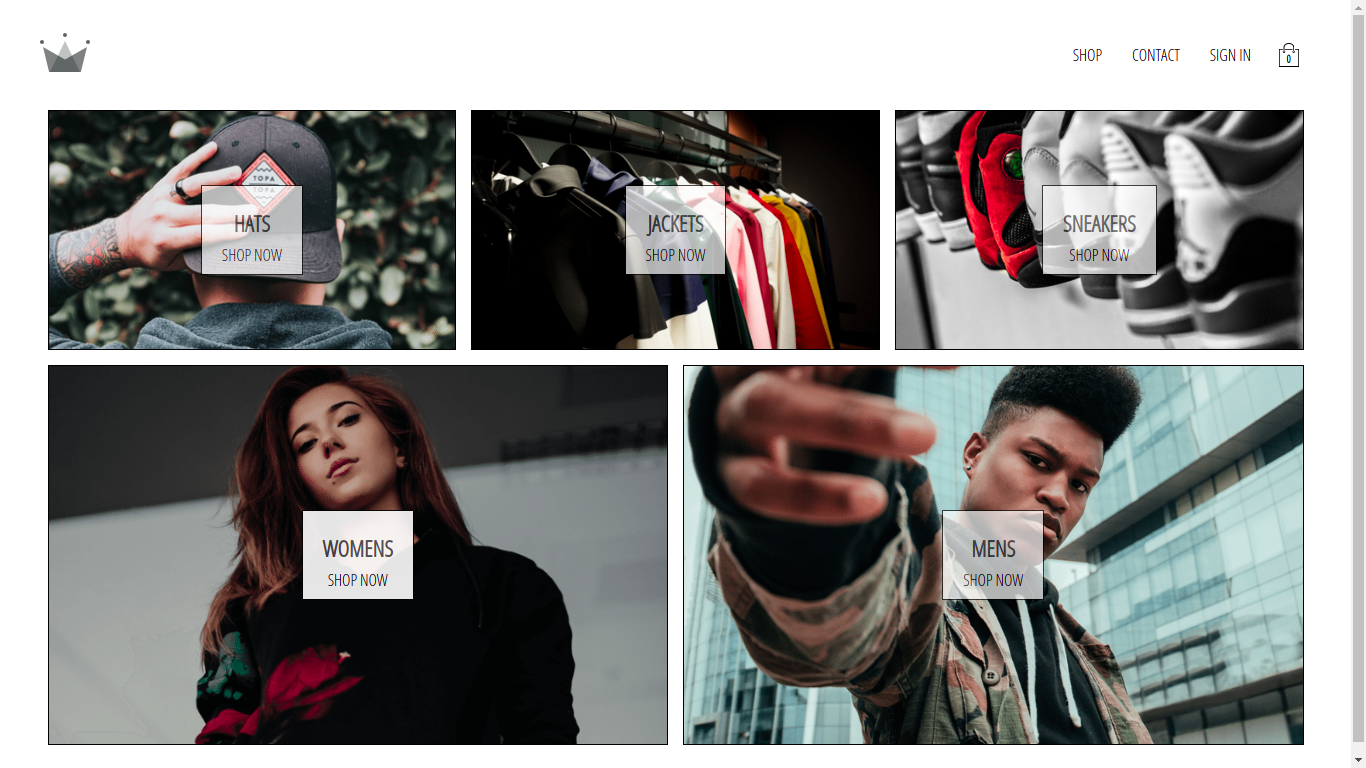 SHOP CONTACT SIGN IN 0
TOPA
TOPA
HATS
SHOP NOW
JACKETS
SHOP NOW
SNEAKERS
SHOP NOW
WOMENS
SHOP NOW
MENS
SHOP NOW